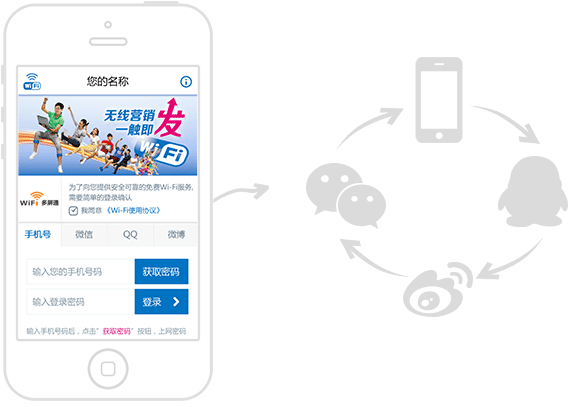 WiFi
您的名称
无线营销
一触即发
WiFi
WiFi 多屏通
为了向您提供安全可靠的免费Wi-Fi服务,
需要简单的登录确认
我同意 《Wi-Fi使用协议》
手机号 微信 QQ 微博
输入您的手机号码 获取密码
输入登录密码 登录
输入手机号码后，点击"获取密码"按钮，上网密码